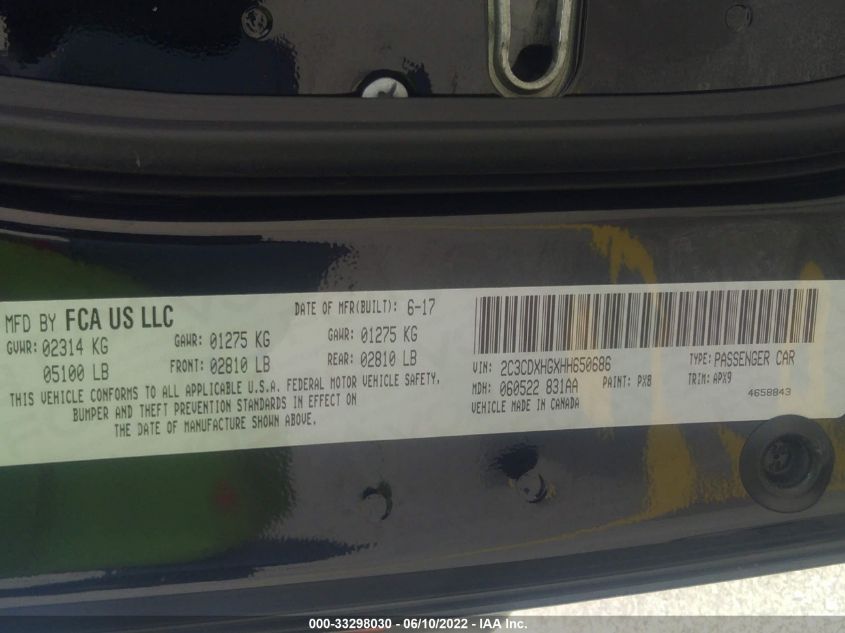 MFD BY FCA US LLC
DATE OF MFR(BUILT): 6-17
GVWR: 02314 KG
GAWR: 01275 KG
GAWR: 01275 KG
05100 LB
FRONT: 02810 LB
REAR: 02810 LB
THIS VEHICLE CONFORMS TO ALL APPLICABLE U.S.A. FEDERAL MOTOR VEHICLE SAFETY,
BUMPER AND THEFT PREVENTION STANDARDS IN EFFECT ON
THE DATE OF MANUFACTURE SHOWN ABOVE.
VIN: 2C3CDXHGXHH650686
TYPE: PASSENGER CAR
MDH: 060522 831AA
PAINT: PX8
TRIM: APX9
VEHICLE MADE IN CANADA
4658843
000-33298030 - 06/10/2022 - IAA Inc.